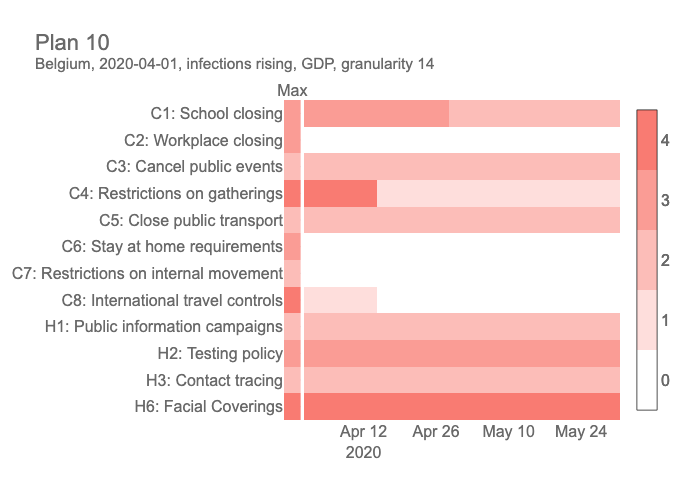 Plan 10
Belgium, 2020-04-01, infections rising, GDP, granularity 14
Max
C1: School closing
C2: Workplace closing
C3: Cancel public events
C4: Restrictions on gatherings
C5: Close public transport
C6: Stay at home requirements
C7: Restrictions on internal movement
C8: International travel controls
H1: Public information campaigns
H2: Testing policy
H3: Contact tracing
H6: Facial Coverings
4
3
2
1
0
Apr 12 Apr 26 May 10 May 24
2020